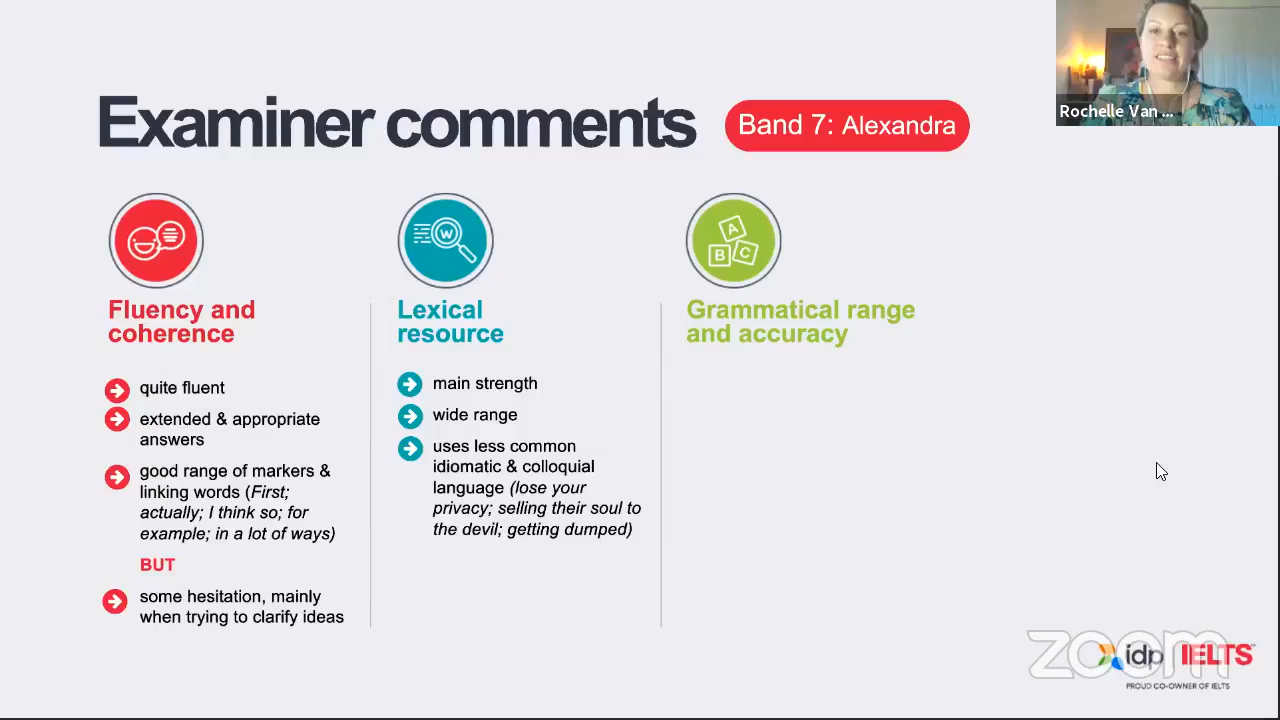 Rochelle Van ...
Examiner comments
Band 7: Alexandra
W
A
B
C
Fluency and
coherence
quite fluent
extended & appropriate
answers
good range of markers &
linking words (First;
actually; I think so; for
example; in a lot of ways)
BUT
some hesitation, mainly
when trying to clarify ideas
Lexical
resource
main strength
wide range
uses less common
idiomatic & colloquial
language (lose your
privacy; selling their soul to
the devil; getting dumped)
Grammatical range
and accuracy
zoom
idp IELTS
PROUD CO-OWNER OF IELTS